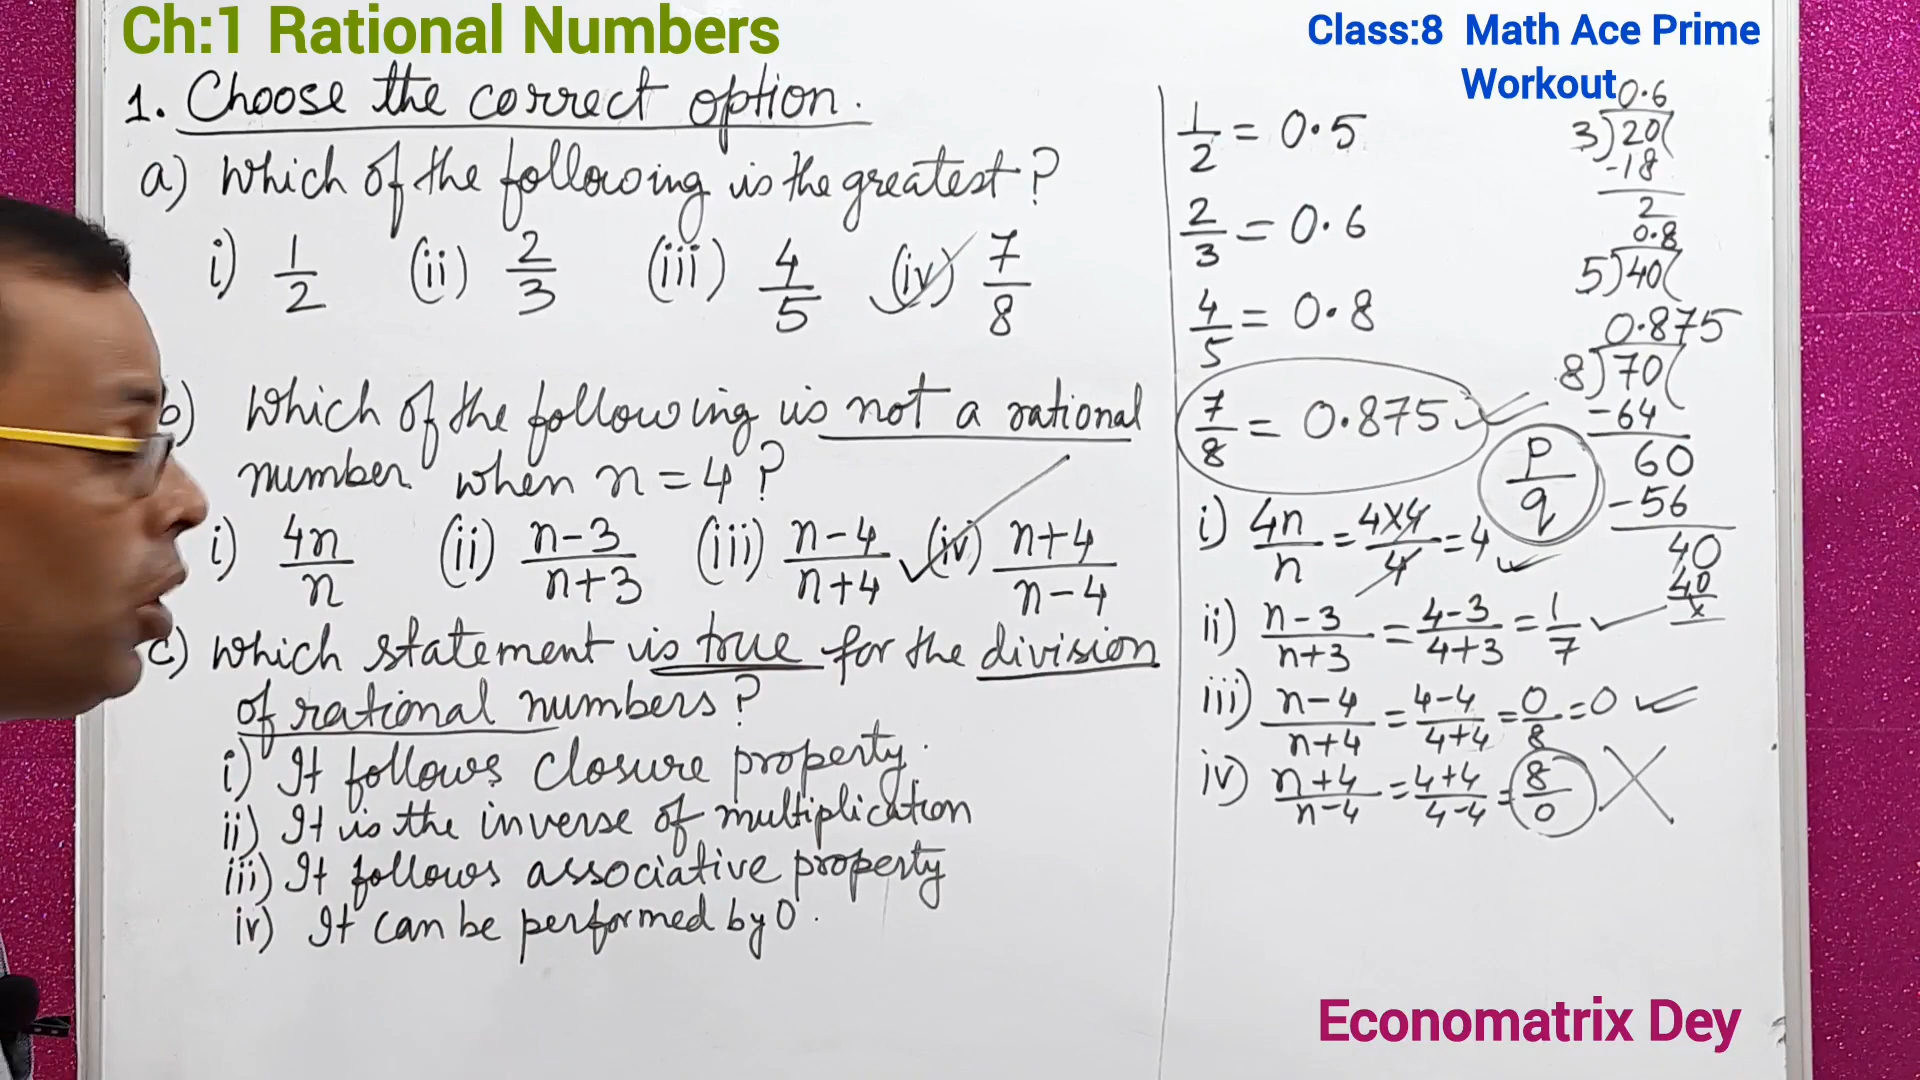 Ch:1 Rational Numbers
Class:8 Math Ace Prime
Workout
1. Choose the correct option.
a) Which of the following is the greatest?
i) 1/2 (ii) 2/3 (iii) 4/5 (iv) 7/8
b) Which of the following is not a rational
number when n = 4?
i) 4n/n (ii) n-3/n+3 (iii) n-4/n+4 (iv) n+4/n-4
c) Which statement is true for the division
of rational numbers?
i) It follows closure property.
ii) It is the inverse of multiplication
iii) It follows associative property
iv) It can be performed by 0.
1/2 = 0.5
2/3 = 0.6
4/5 = 0.8
7/8 = 0.875
p/q
i) 4n/n = 4×4/4 = 4
ii) n-3/n+3 = 4-3/4+3 = 1/7
iii) n-4/n+4 = 4-4/4+4 = 0/8 = 0
iv) n+4/n-4 = 4+4/4-4 = 8/0
0.6
3)20(
-18
2
0.8
5)40(
0.875
8)70(
-64
60
-56
40
40
x
Economatrix Dey